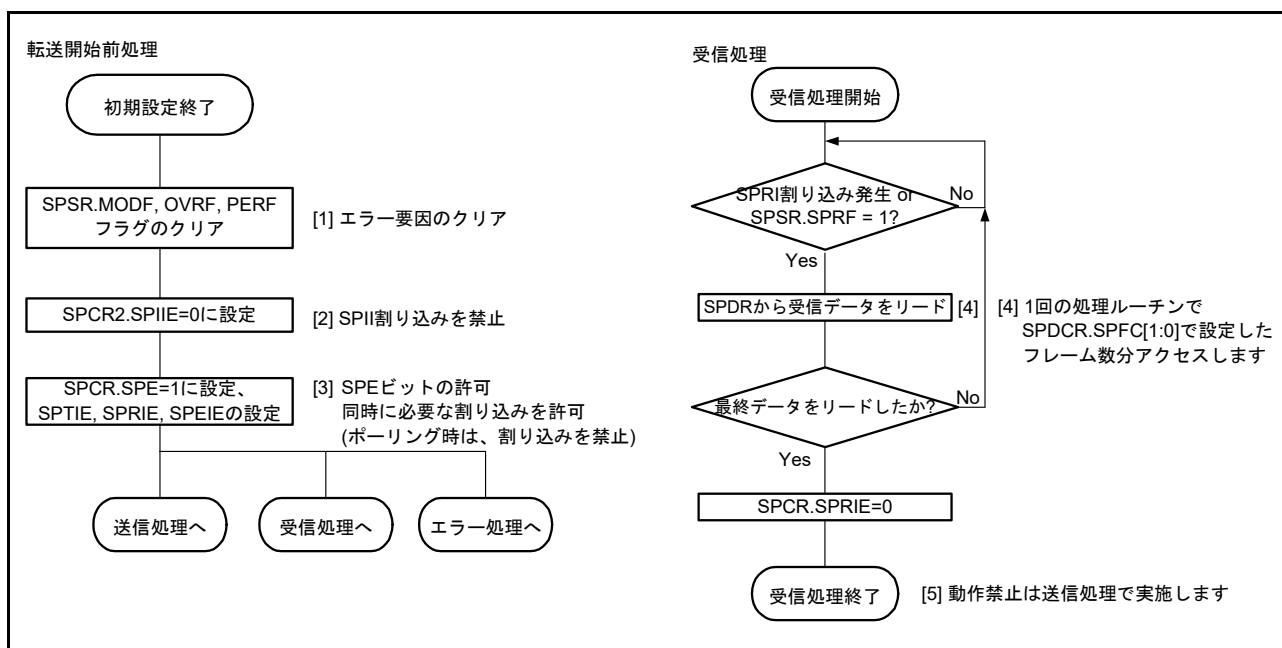 転送開始前処理
初期設定終了
SPSR.MODF, OVRF, PERF
フラグのクリア
[1] エラー要因のクリア
SPCR2.SPIIE=0に設定
[2] SPII割り込みを禁止
SPCR.SPE=1に設定、
SPTIE, SPRIE, SPEIEの設定
[3] SPEビットの許可
同時に必要な割り込みを許可
(ポーリング時は、割り込みを禁止)
送信処理へ
受信処理へ
エラー処理へ
受信処理
受信処理開始
SPRI割り込み発生 or
SPSR.SPRF = 1?
No
Yes
SPDRから受信データをリード
[4]
[4] 1回の処理ルーチンで
SPDCR.SPFC[1:0]で設定した
フレーム数分アクセスします
最終データをリードしたか?
No
Yes
SPCR.SPRIE=0
受信処理終了
[5] 動作禁止は送信処理で実施します